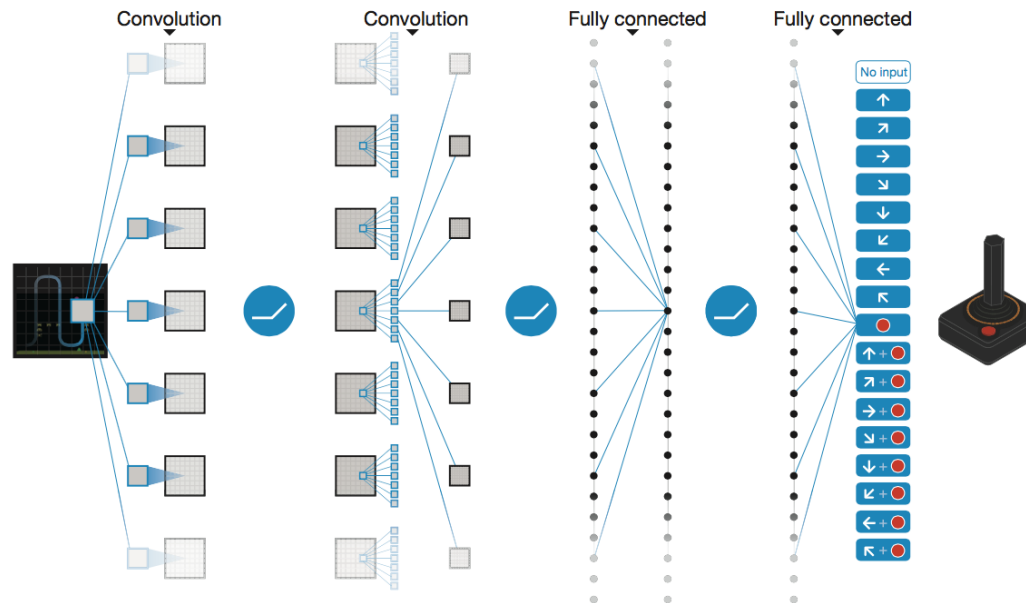 Convolution
Convolution
Fully connected
Fully connected
No input
+
+
+
+
+
+
+
+